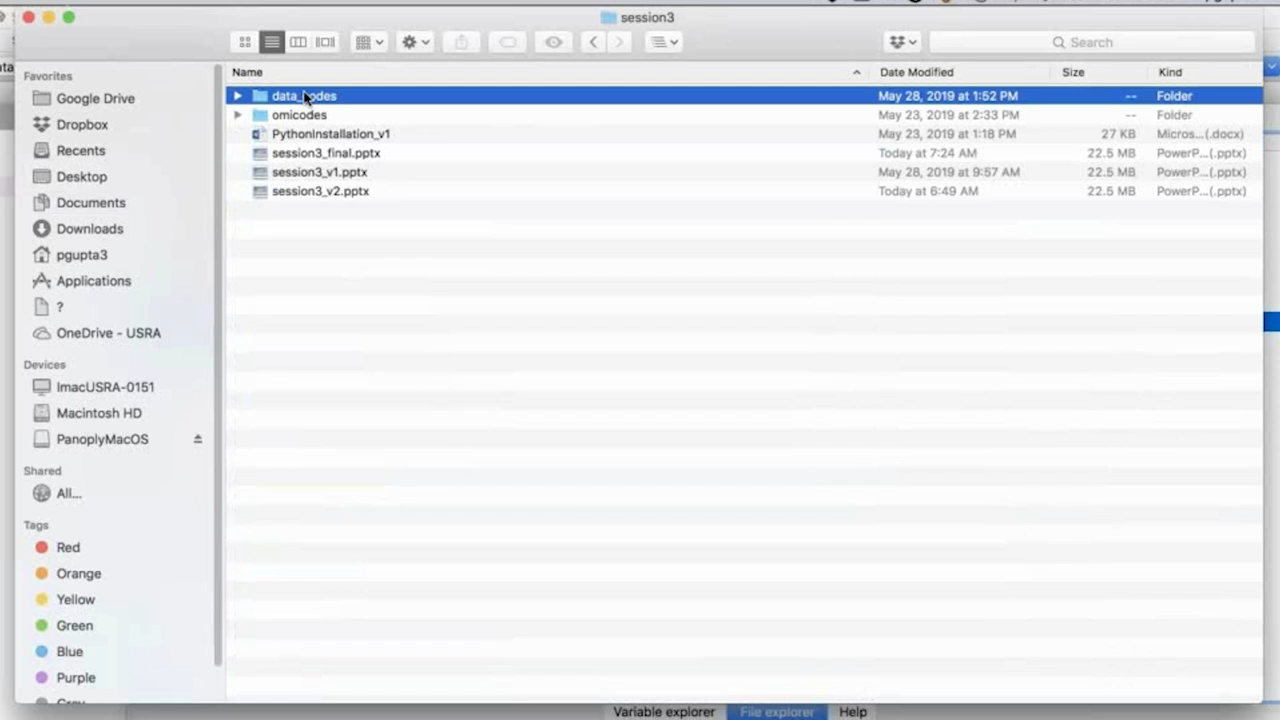 session3
Search
Favorites
Google Drive
Dropbox
Recents
Desktop
Documents
Downloads
pgupta3
Applications
?
OneDrive - USRA
Devices
ImacUSRA-0151
Macintosh HD
PanoplyMacOS
Shared
All...
Tags
Red
Orange
Yellow
Green
Blue
Purple
Name Date Modified Size Kind
May 28, 2019 at 1:52 PM -- Folder
omicodes May 23, 2019 at 2:33 PM -- Folder
PythonInstallation_v1 May 23, 2019 at 1:18 PM 27 KB Micros...(.docx)
session3_final.pptx Today at 7:24 AM 22.5 MB PowerP...(.pptx)
session3_v1.pptx May 28, 2019 at 9:57 AM 22.5 MB PowerP...(.pptx)
session3_v2.pptx Today at 6:49 AM 22.5 MB PowerP...(.pptx)
Variable explorer File explorer Help